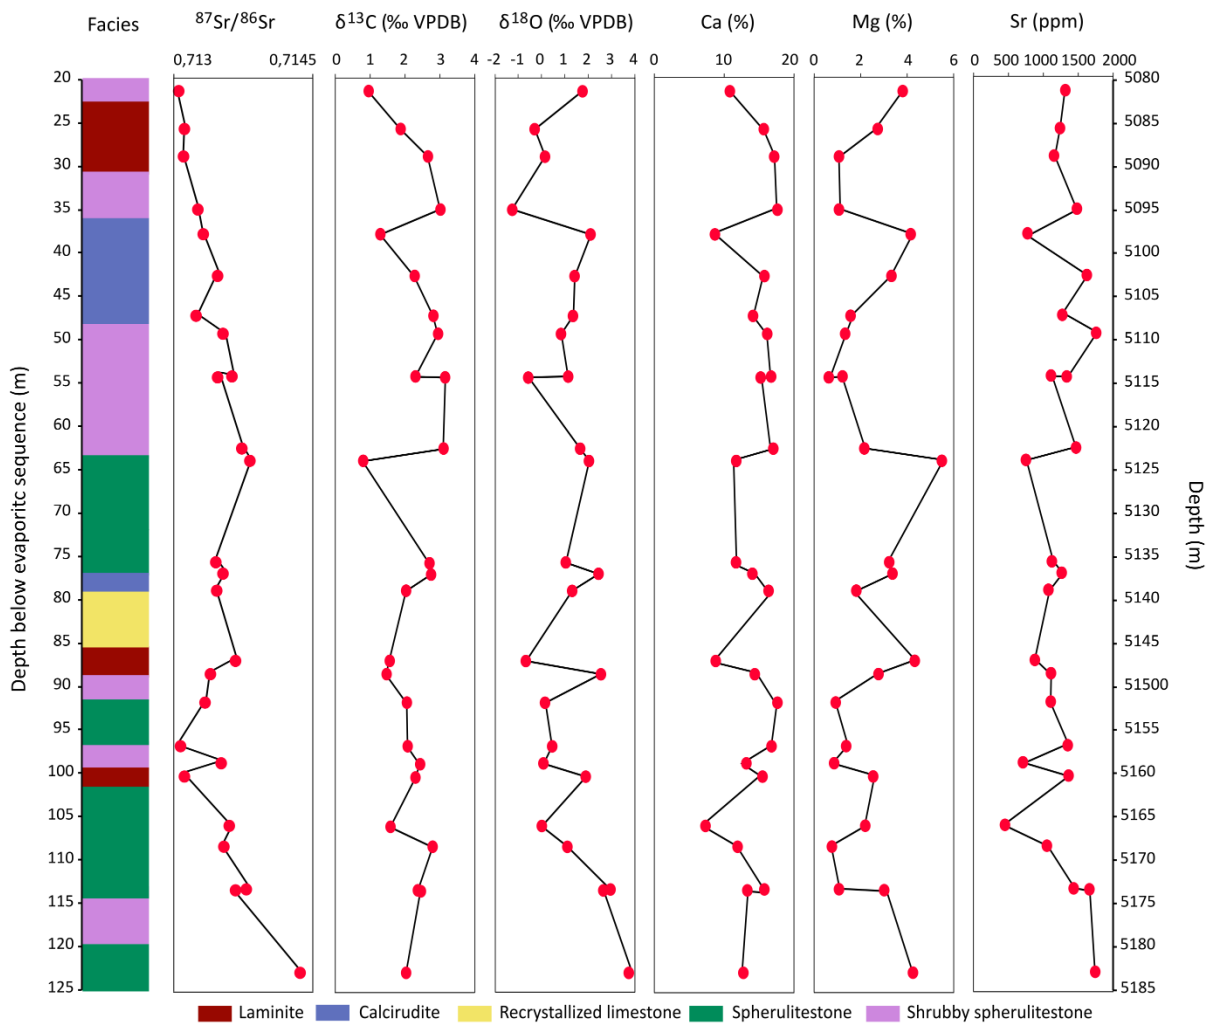 Facies
⁸⁷Sr/⁸⁶Sr
δ¹³C (‰ VPDB)
δ¹⁸O (‰ VPDB)
Ca (%)
Mg (%)
Sr (ppm)
0,713 0,7145
0 1 2 3 4
-2 -1 0 1 2 3 4
0 10 20
0 2 4 6
0 500 1000 1500 2000
20 5080
25 5085
30 5090
35 5095
40 5100
45 5105
50 5110
55 5115
60 5120
65 5125
70 5130
75 5135
80 5140
85 5145
90 51500
95 5155
100 5160
105 5165
110 5170
115 5175
120 5180
125 5185
Depth below evaporitc sequence (m)
Depth (m)
Laminite
Calcirudite
Recrystallized limestone
Spherulitestone
Shrubby spherulitestone